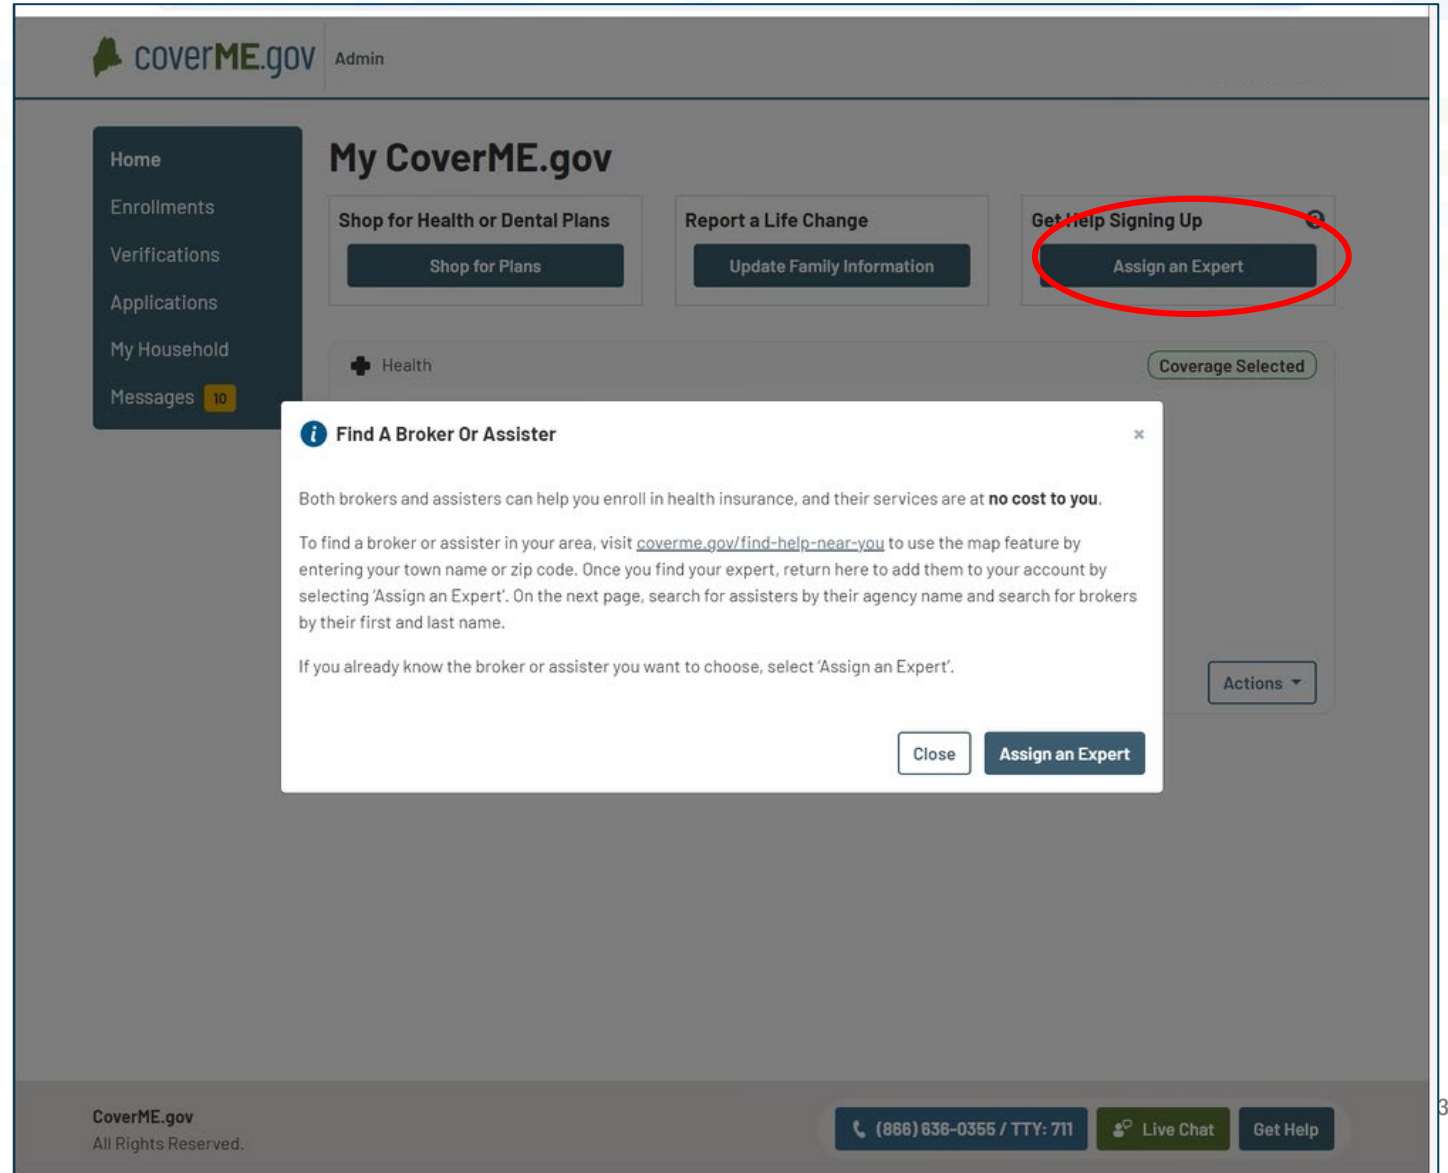 coverME.gov Admin
Home
Enrollments
Verifications
Applications
My Household
Messages 10
My CoverME.gov
Shop for Health or Dental Plans
Shop for Plans
Report a Life Change
Update Family Information
Get Help Signing Up
Assign an Expert
Health
Coverage Selected
i Find A Broker Or Assister ×
Both brokers and assisters can help you enroll in health insurance, and their services are at no cost to you.
To find a broker or assister in your area, visit coverme.gov/find-help-near-you to use the map feature by
entering your town name or zip code. Once you find your expert, return here to add them to your account by
selecting 'Assign an Expert'. On the next page, search for assisters by their agency name and search for brokers
by their first and last name.
If you already know the broker or assister you want to choose, select 'Assign an Expert'.
Actions
Close
Assign an Expert
CoverME.gov
All Rights Reserved.
(866) 636-0355 / TTY: 711
Live Chat
Get Help
3